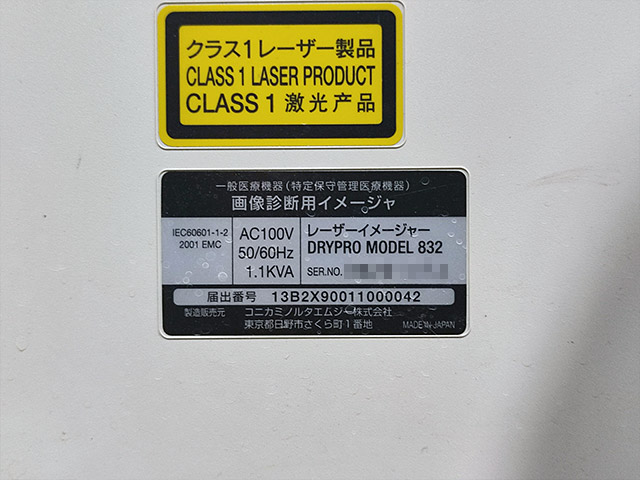 クラス1レーザー製品
CLASS 1 LASER PRODUCT
CLASS 1 激光产品
一般医療機器(特定保守管理医療機器)
画像診断用イメージャ
IEC60601-1-2
2001 EMC
AC100V
50/60Hz
1.1KVA
レーザーイメージャー
DRYPRO MODEL 832
SER.NO.
届出番号 13B2X90011000042
製造販売元 コニカミノルタエムジー株式会社
東京都日野市さくら町1番地
MADE IN JAPAN